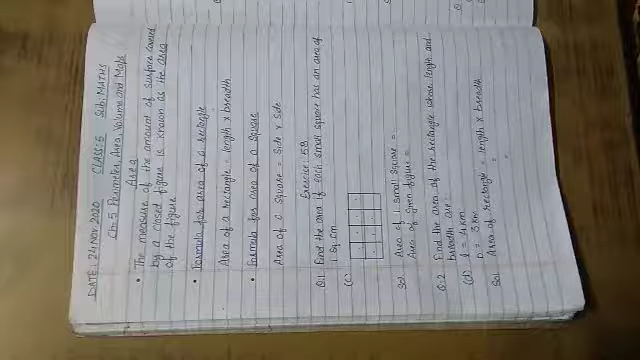 DATE: 24 NOV. 2020 CLASS: 5 Sub: MATHS
Ch. 5 Perimeter, Area, Volume and Maps
Area
• The measure of the amount of surface covered
by a closed figure is known as the area
of the figure
• Formula for area of a rectangle
Area of a rectangle = length x breadth
• Formula for area of a square
Area of a square = side x side
Exercise: 5B
Q.1 Find the area if each small square has an area of
1 sq cm.
(c)
Sol. Area of 1 small square =
Area of given figure =
Q.2 Find the area of the rectangle whose length and
breadth are:
(d) l = 4 km
b = 3 km
Sol. Area of rectangle = length x breadth
=
=